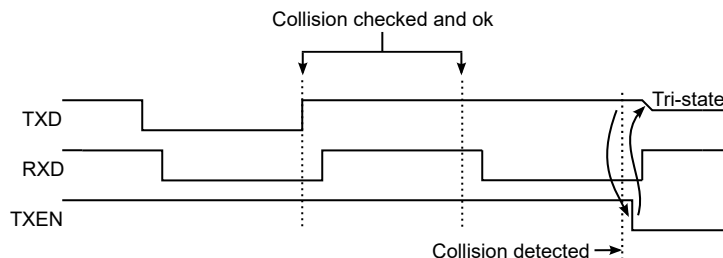 Collision checked and ok
TXD
Tri-state
RXD
TXEN
Collision detected